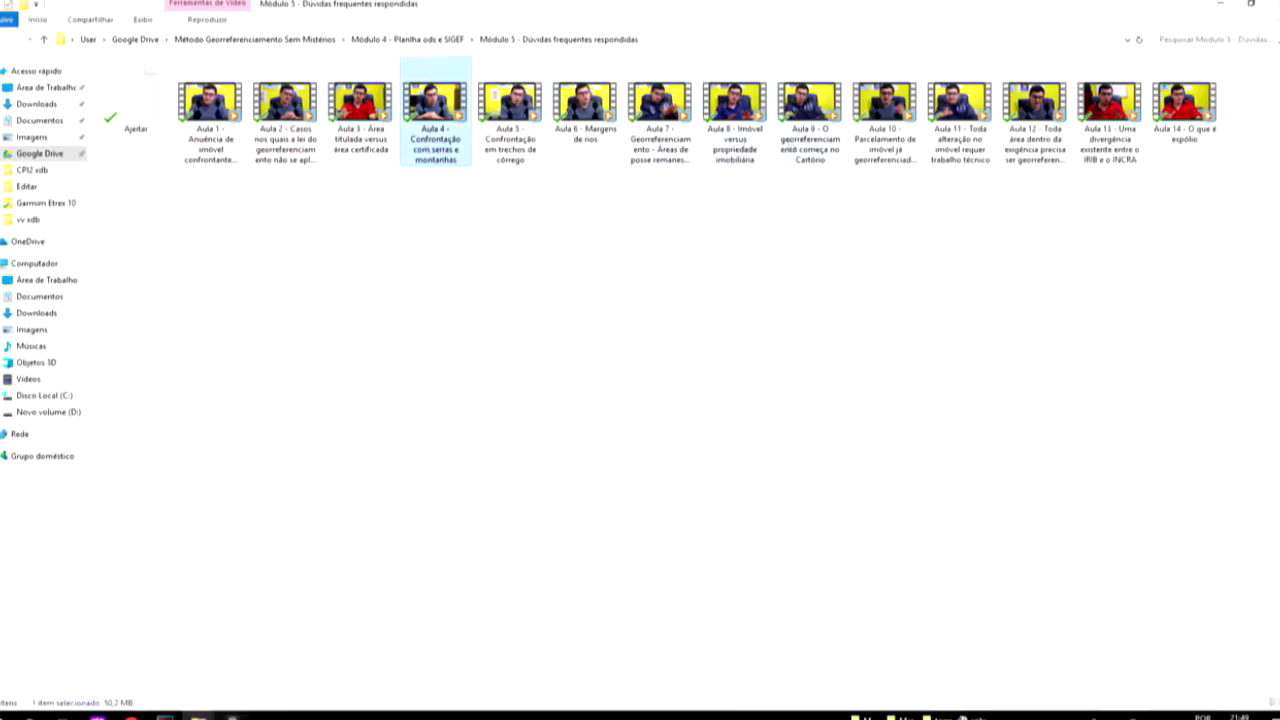 Ferramentas de Vídeo
Módulo 5 - Dúvidas frequentes respondidas
Início
Compartilhar
Exibir
Reproduzir
User › Google Drive › Método Georreferenciamento Sem Mistérios › Módulo 4 - Planlha ods e SIGEF › Módulo 5 - Dúvidas frequentes respondidas
Pesquisar Módulo 5 - Dúvidas...
Acesso rápido
Área de Trabalho
Downloads
Documentos
Imagens
Google Drive
Editar
Garmim Etrex 10
OneDrive
Computador
Área de Trabalho
Documentos
Downloads
Imagens
Músicas
Objetos 3D
Vídeos
Disco Local (C:)
Novo volume (D:)
Rede
Grupo doméstico
Ajeitar
Aula 1 -
Anuência de
imóvel
confrontante...
Aula 2 - Casos
nos quais a lei do
georreferenciam
ento não se apl...
Aula 3 - Área
titulada versus
área certificada
Aula 4 -
Confrontação
com serras e
montanhas
Aula 5 -
Confrontação
em trechos de
córrego
Aula 6 - Margens
de rios
Aula 7 -
Georreferenciam
ento - Áreas de
posse remanes...
Aula 8 - Imóvel
versus
propriedade
imobiliária
Aula 9 - O
georreferenciam
ento começa no
Cartório
Aula 10 -
Parcelamento de
imóvel já
georreferenciad...
Aula 11 - Toda
alteração no
imóvel requer
trabalho técnico
Aula 12 - Toda
área dentro da
exigência precisa
ser georreferen...
Aula 13 - Uma
divergência
existente entre o
IRIB e o INCRA
Aula 14 - O que é
espólio
1 item selecionado 50,2 MB
POR
21:49